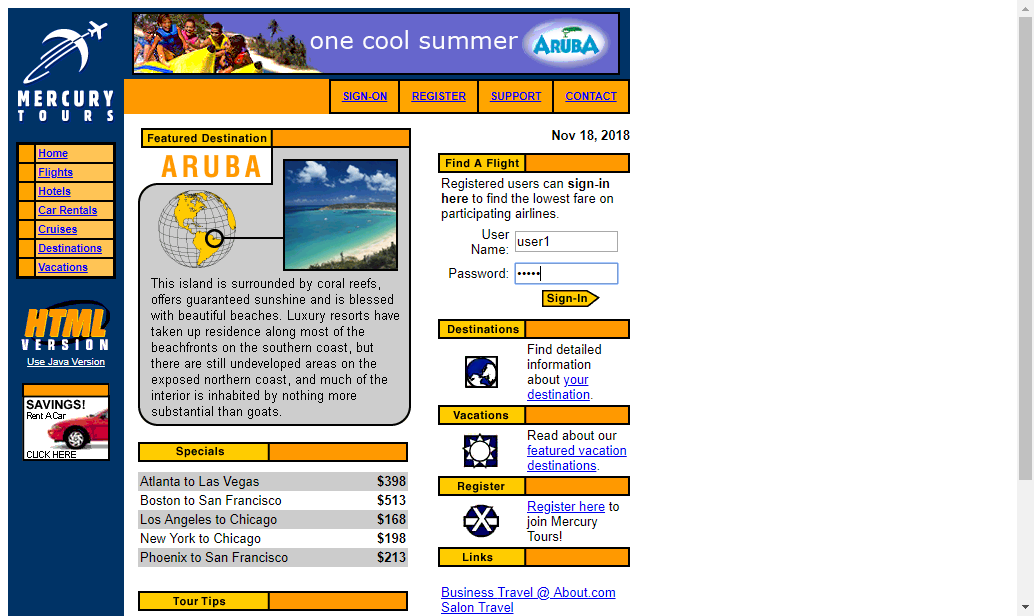 one cool summer ARUBA
MERCURY
TOURS
SIGN-ON REGISTER SUPPORT CONTACT
Home
Flights
Hotels
Car Rentals
Cruises
Destinations
Vacations
HTML
VERSION
Use Java Version
SAVINGS!
Rent A Car
CLICK HERE
Featured Destination
ARUBA
This island is surrounded by coral reefs,
offers guaranteed sunshine and is blessed
with beautiful beaches. Luxury resorts have
taken up residence along most of the
beachfronts on the southern coast, but
there are still undeveloped areas on the
exposed northern coast, and much of the
interior is inhabited by nothing more
substantial than goats.
Specials
Atlanta to Las Vegas $398
Boston to San Francisco $513
Los Angeles to Chicago $168
New York to Chicago $198
Phoenix to San Francisco $213
Tour Tips
Nov 18, 2018
Find A Flight
Registered users can sign-in
here to find the lowest fare on
participating airlines.
User
Name: user1
Password: •••••
Sign-In
Destinations
Find detailed
information
about your
destination.
Vacations
Read about our
featured vacation
destinations.
Register
Register here to
join Mercury
Tours!
Links
Business Travel @ About.com
Salon Travel